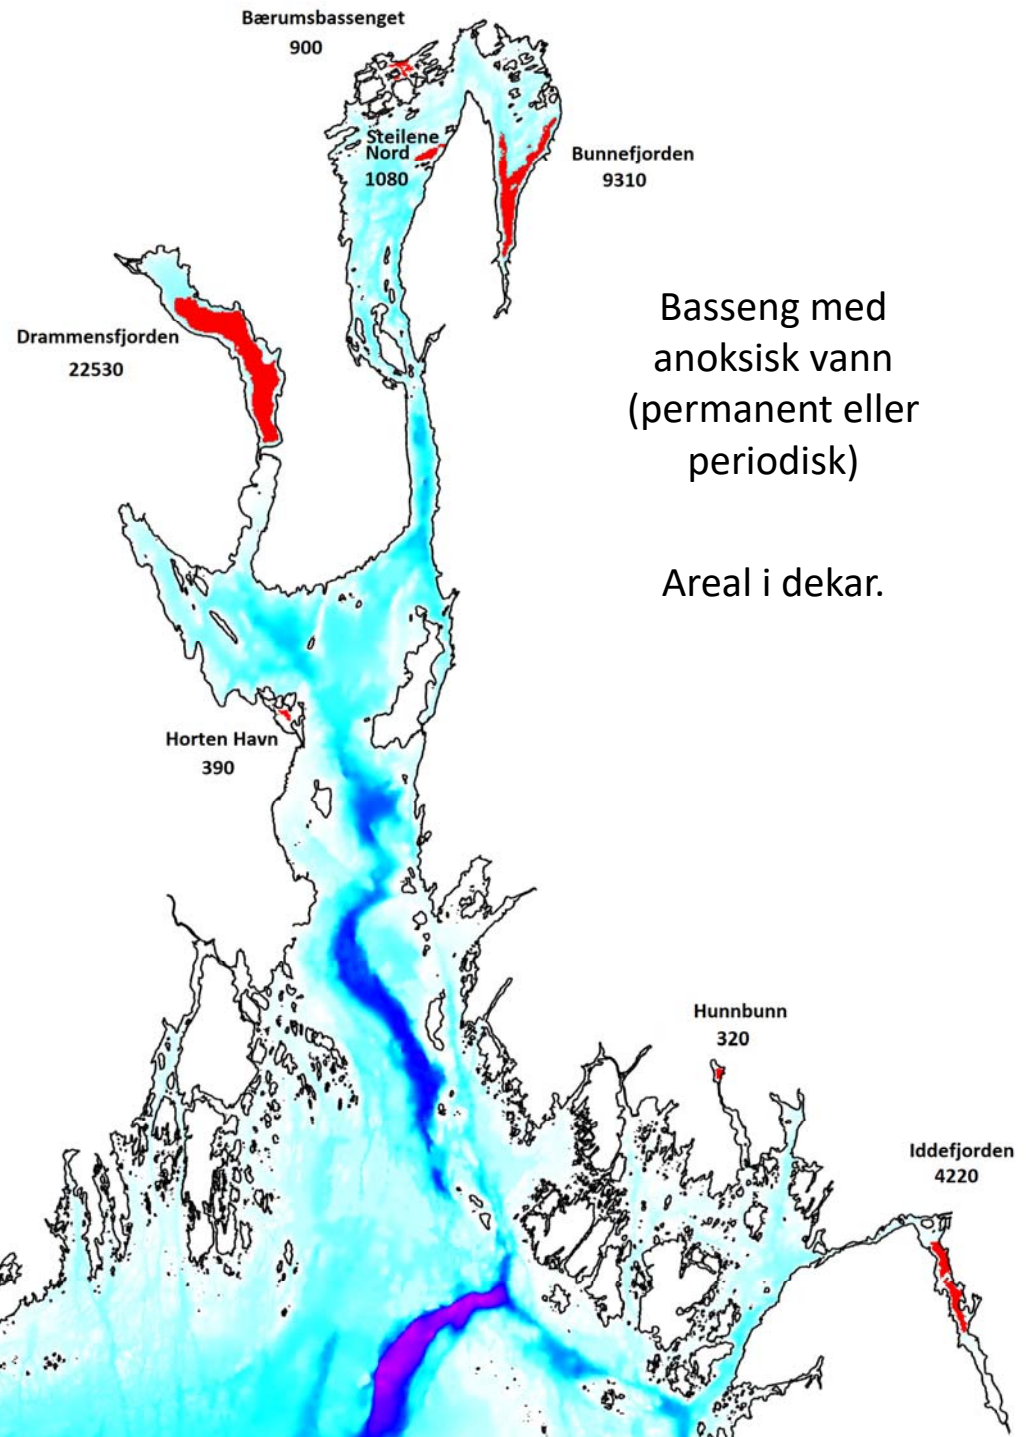 Bærumsbassenget
900
Steilene
Nord
1080
Bunnefjorden
9310
Drammensfjorden
22530
Basseng med
anoksisk vann
(permanent eller
periodisk)
Areal i dekar.
Horten Havn
390
Hunnbunn
320
Iddefjorden
4220